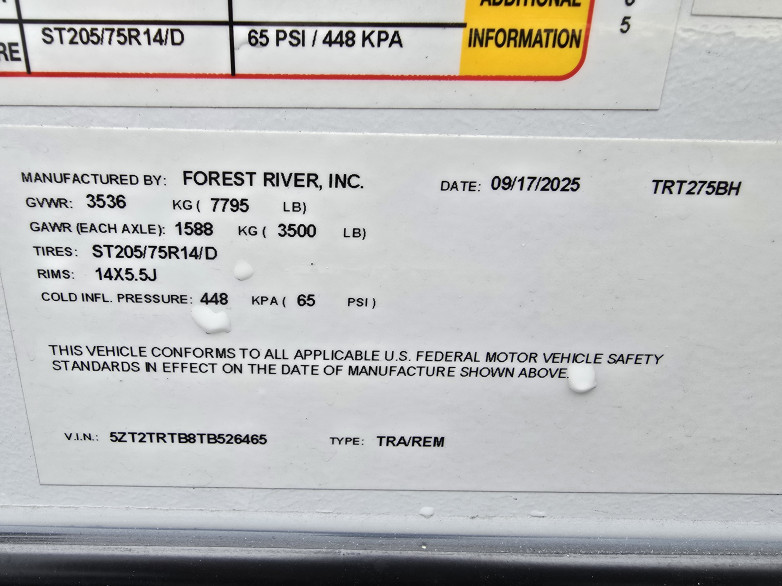 ADDITIONAL
INFORMATION
ST205/75R14/D 65 PSI / 448 KPA
5
MANUFACTURED BY: FOREST RIVER, INC. DATE: 09/17/2025 TRT275BH
GVWR: 3536 KG ( 7795 LB)
GAWR (EACH AXLE): 1588 KG ( 3500 LB)
TIRES: ST205/75R14/D
RIMS: 14X5.5J
COLD INFL. PRESSURE: 448 KPA ( 65 PSI )
THIS VEHICLE CONFORMS TO ALL APPLICABLE U.S. FEDERAL MOTOR VEHICLE SAFETY
STANDARDS IN EFFECT ON THE DATE OF MANUFACTURE SHOWN ABOVE.
V.I.N.: 5ZT2TRTB8TB526465 TYPE: TRA/REM